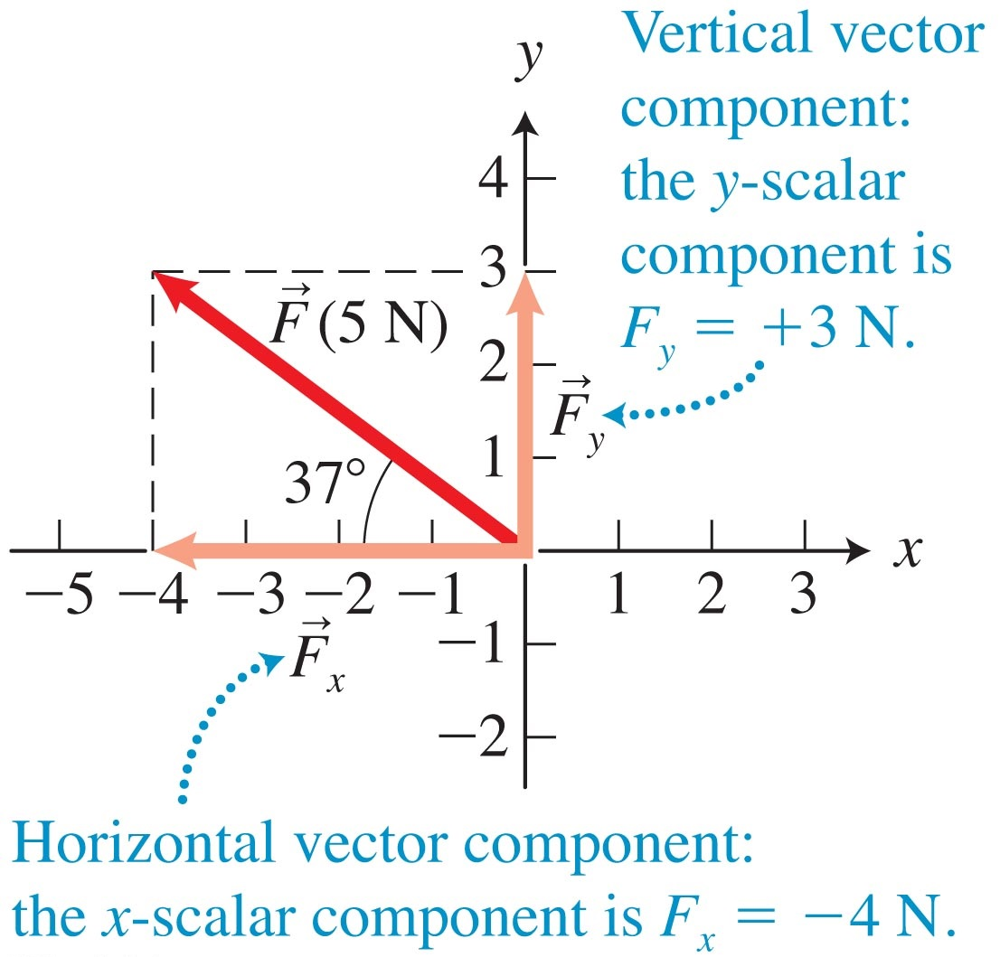 Vertical vector
component:
the y-scalar
component is
F_y = +3 N.
y
4
3
F⃗ (5 N)
2
F⃗_y
1
37°
x
−5 −4 −3 −2 −1 1 2 3
F⃗_x
−1
−2
Horizontal vector component:
the x-scalar component is F_x = −4 N.